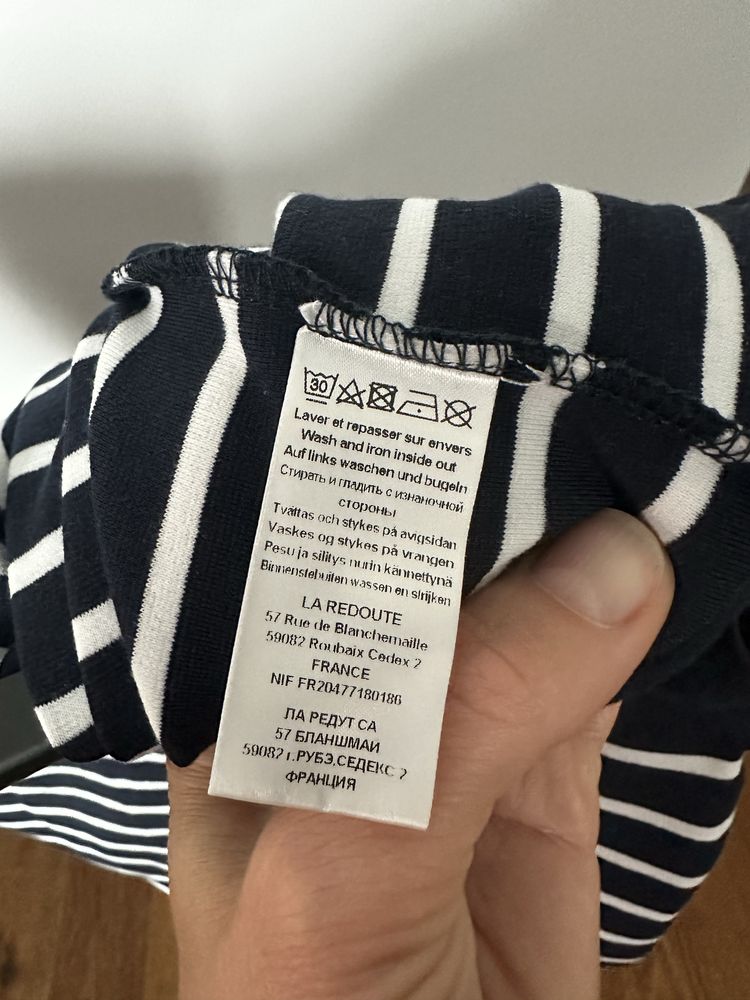 30
Laver et repasser sur envers
Wash and iron inside out
Auf links waschen und bugeln
Стирать и гладить с изнаночной
стороны
Tvättas och stykes på avigsidan
Vaskes og stykes på vrangen
Pesu ja silitys nurin kännettynä
Binnenstebuiten wassen en strijken
LA REDOUTE
57 Rue de Blanchemaille
59082 Roubaix Cedex 2
FRANCE
NIF FR20477180186
ЛА РЕДУТ СА
57 БЛАНШМАЙ
59082 г.РУБЭ,СЕДЕКС 2
ФРАНЦИЯ